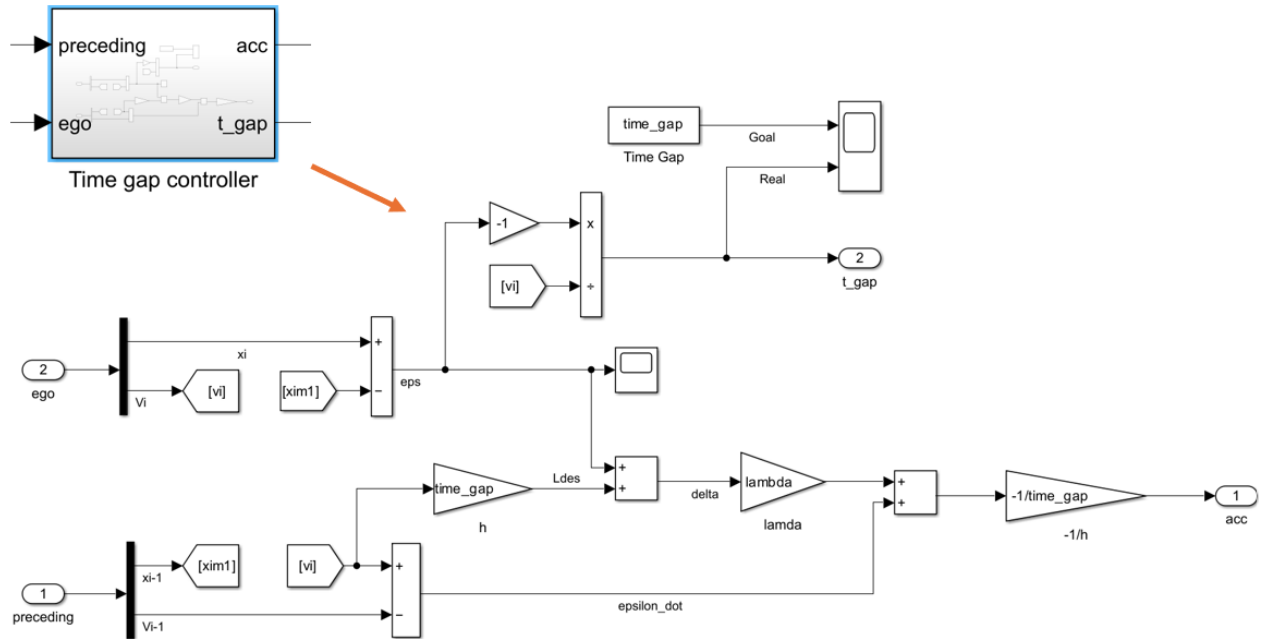 preceding
acc
ego
t_gap
Time gap controller
time_gap
Goal
Time Gap
Real
-1
x
[vi]
÷
2
t_gap
xi
+
2
ego
[vi]
[xim1]
−
eps
Vi
time_gap
Ldes
h
+
+
delta
lambda
lamda
+
+
-1/time_gap
-1/h
1
acc
[xim1]
xi-1
[vi]
+
1
preceding
−
Vi-1
epsilon_dot